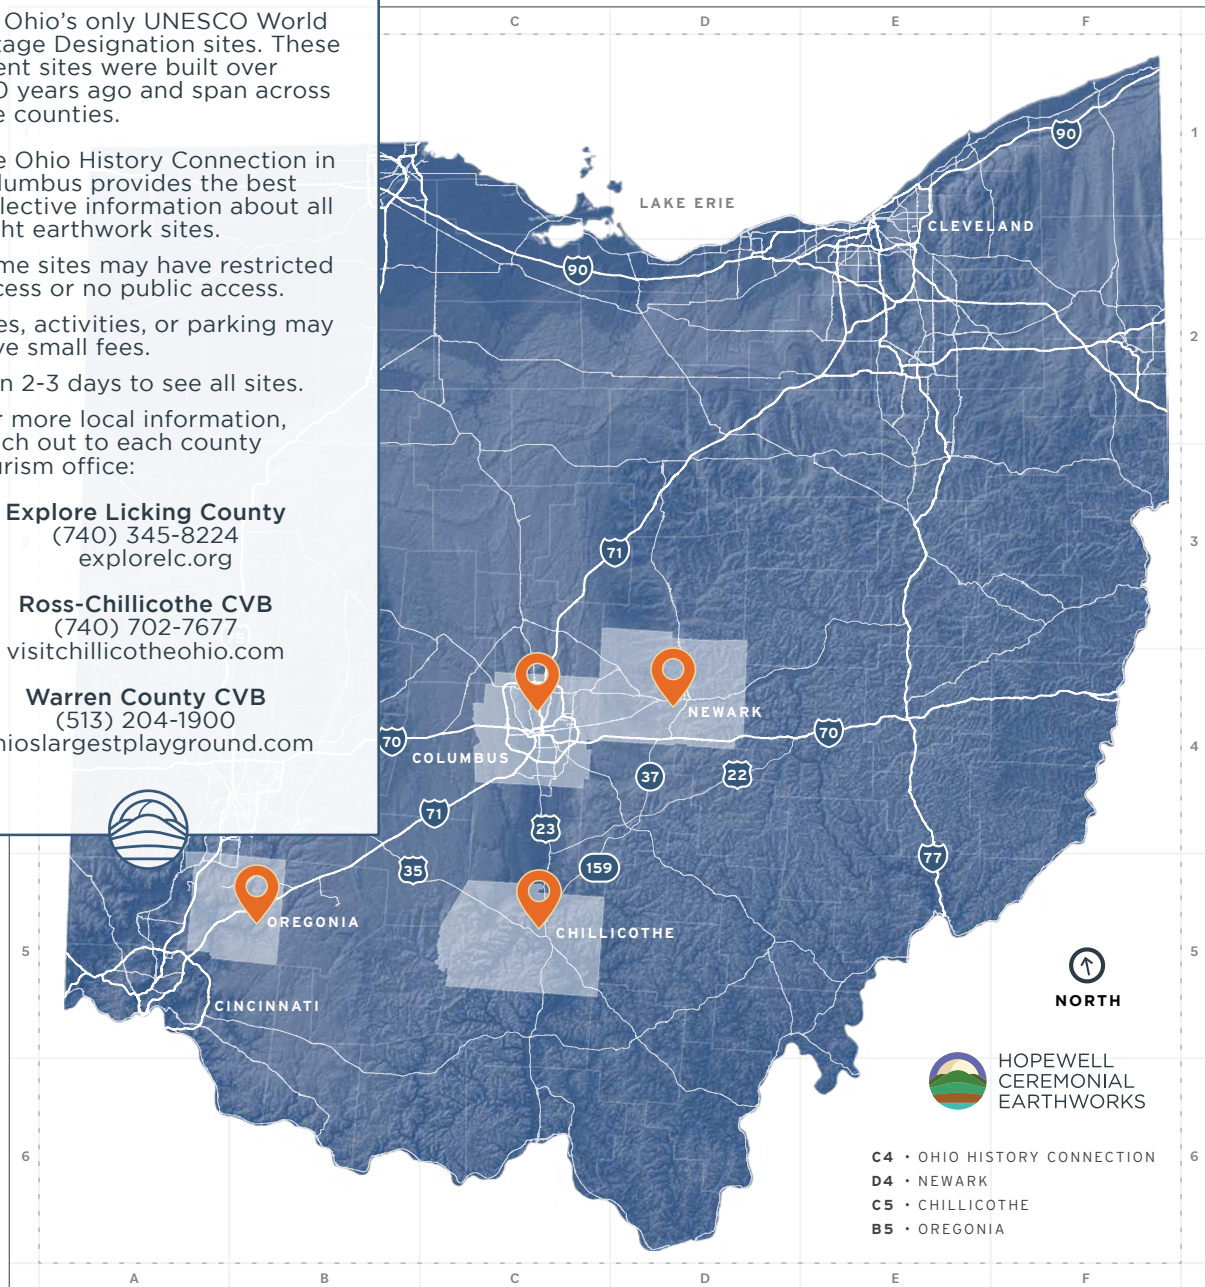 Ohio's only UNESCO World
tage Designation sites. These
ent sites were built over
0 years ago and span across
e counties.
e Ohio History Connection in
lumbus provides the best
llective information about all
ght earthwork sites.
me sites may have restricted
cess or no public access.
es, activities, or parking may
ve small fees.
n 2-3 days to see all sites.
r more local information,
ch out to each county
urism office:
Explore Licking County
(740) 345-8224
explorelc.org
Ross-Chillicothe CVB
(740) 702-7677
visitchillicotheohio.com
Warren County CVB
(513) 204-1900
hioslargestplayground.com
C D E F
1
2
3
4
5
6
90
LAKE ERIE
CLEVELAND
90
71
NEWARK
70
COLUMBUS
70
37
22
71
23
35
159
77
OREGONIA
CHILLICOTHE
CINCINNATI
5
6
NORTH
HOPEWELL
CEREMONIAL
EARTHWORKS
C4 • OHIO HISTORY CONNECTION
D4 • NEWARK
C5 • CHILLICOTHE
B5 • OREGONIA
A B C D E F